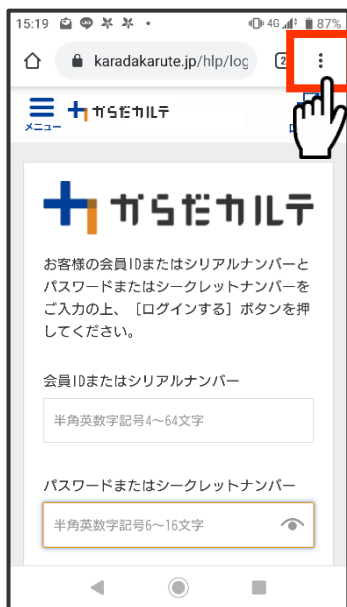 15:19 4G 87%
karadakarute.jp/hlp/log 2
からだカルテ
メニュー
からだカルテ
お客様の会員IDまたはシリアルナンバーと
パスワードまたはシークレットナンバーを
ご入力の上、［ログインする］ボタンを押
してください。
会員IDまたはシリアルナンバー
半角英数字記号4〜64文字
パスワードまたはシークレットナンバー
半角英数字記号6〜16文字